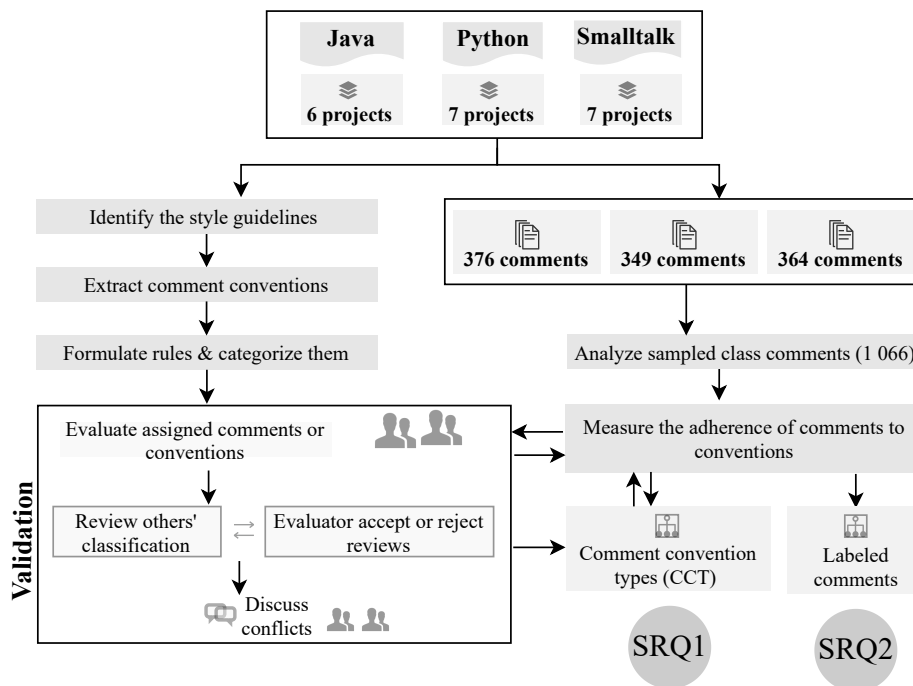 Java
Python
Smalltalk
6 projects
7 projects
7 projects
Identify the style guidelines
Extract comment conventions
Formulate rules & categorize them
376 comments
349 comments
364 comments
Analyze sampled class comments (1 066)
Measure the adherence of comments to
conventions
Validation
Evaluate assigned comments or
conventions
Review others'
classification
Evaluator accept or reject
reviews
Discuss
conflicts
Comment convention
types (CCT)
Labeled
comments
SRQ1
SRQ2